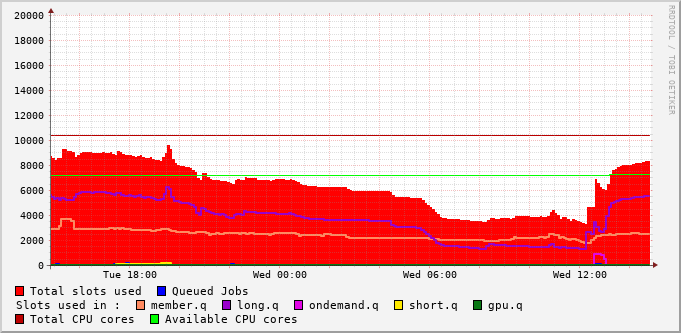 20000
18000
16000
14000
12000
10000
8000
6000
4000
2000
0
Tue 18:00 Wed 00:00 Wed 06:00 Wed 12:00
RRDTOOL / TOBI OETIKER
Total slots used Queued Jobs
Slots used in : member.q long.q ondemand.q short.q gpu.q
Total CPU cores Available CPU cores